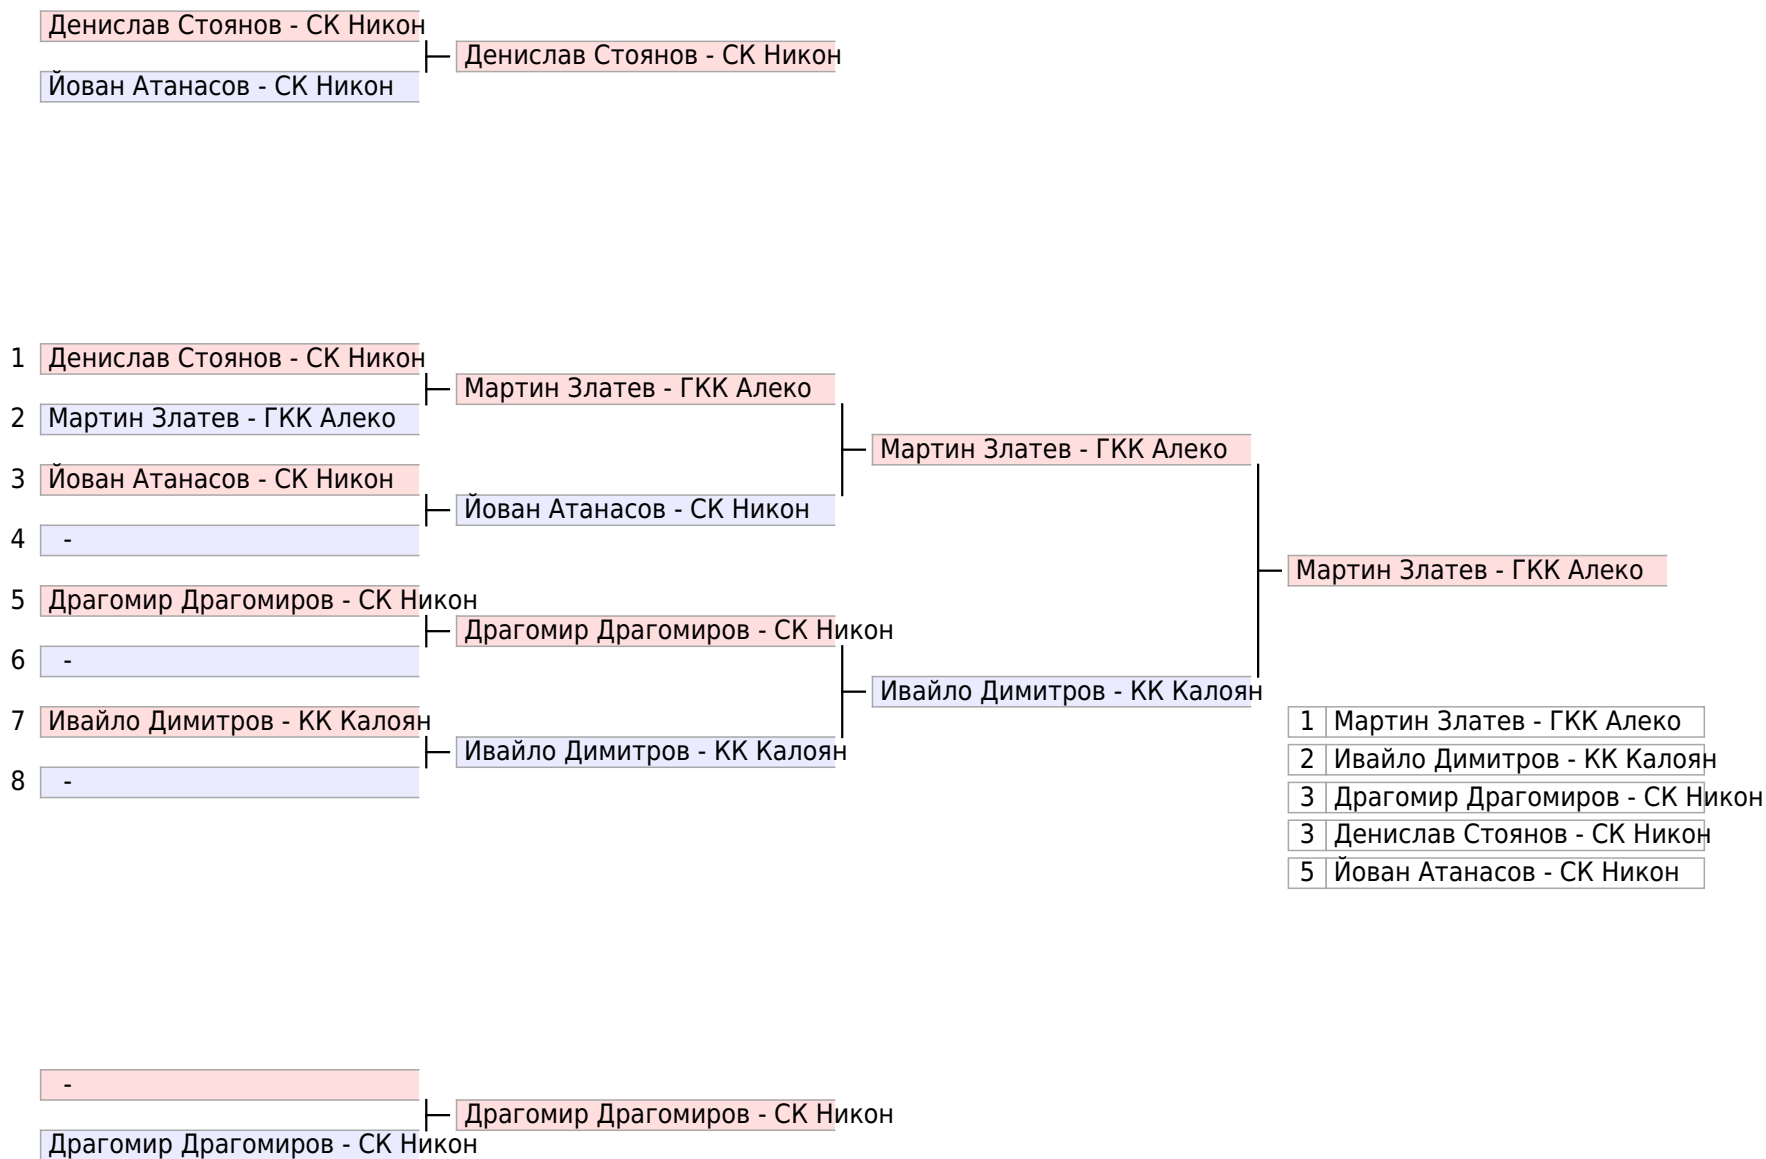 Денислав Стоянов - СК Никон
Денислав Стоянов - СК Никон
Йован Атанасов - СК Никон
1 Денислав Стоянов - СК Никон
Мартин Златев - ГКК Алеко
2 Мартин Златев - ГКК Алеко
Мартин Златев - ГКК Алеко
3 Йован Атанасов - СК Никон
Йован Атанасов - СК Никон
4 -
Мартин Златев - ГКК Алеко
5 Драгомир Драгомиров - СК Никон
Драгомир Драгомиров - СК Никон
6 -
Ивайло Димитров - КК Калоян
7 Ивайло Димитров - КК Калоян
Ивайло Димитров - КК Калоян
8 -
1 Мартин Златев - ГКК Алеко
2 Ивайло Димитров - КК Калоян
3 Драгомир Драгомиров - СК Никон
3 Денислав Стоянов - СК Никон
5 Йован Атанасов - СК Никон
-
Драгомир Драгомиров - СК Никон
Драгомир Драгомиров - СК Никон